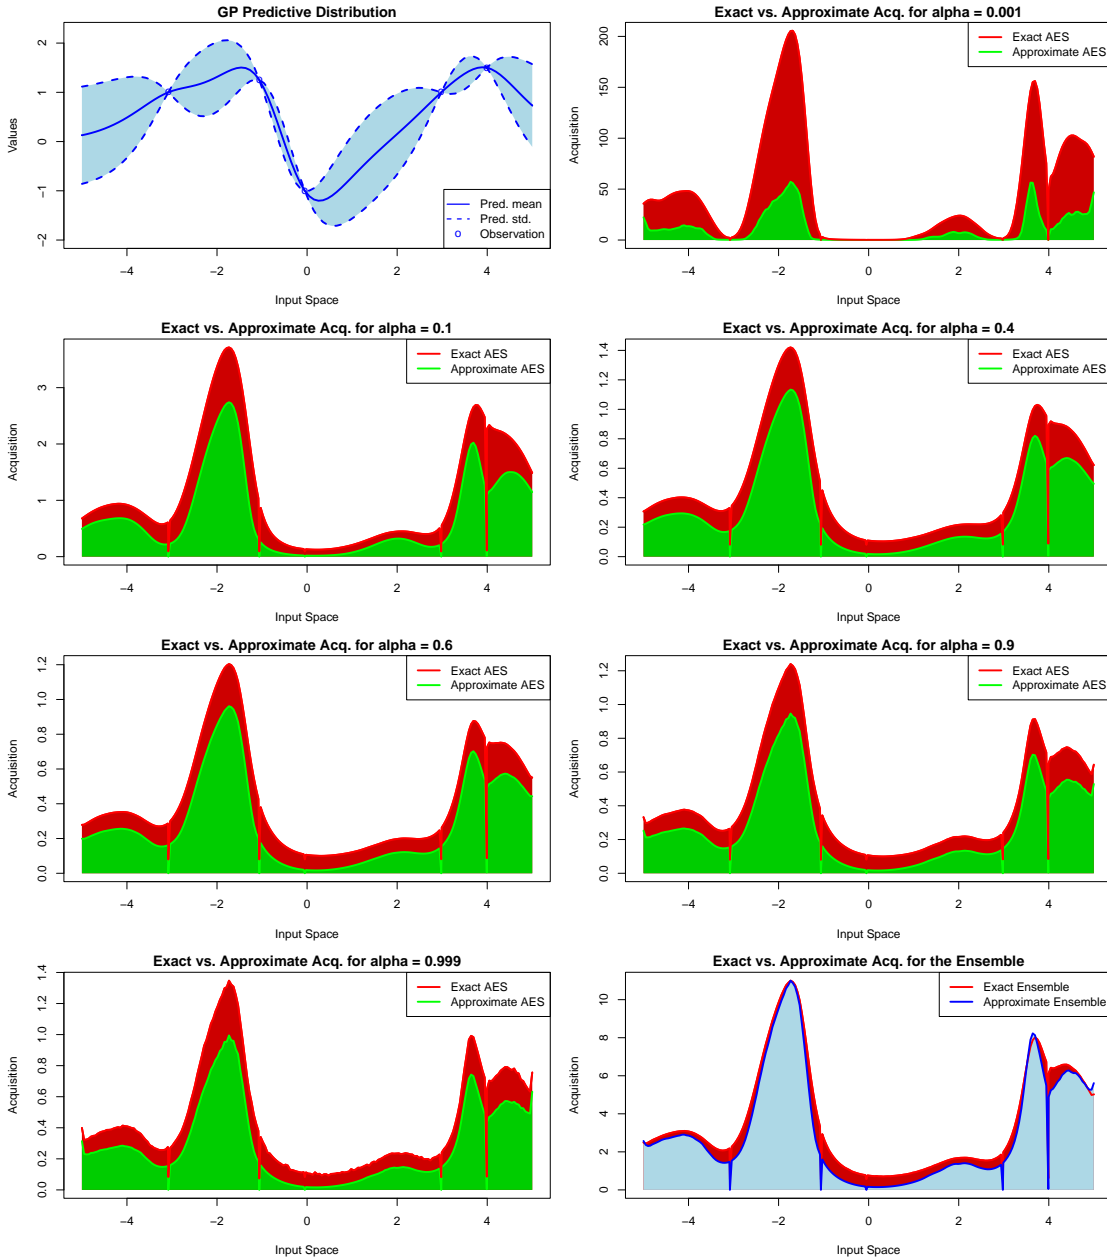 GP Predictive Distribution
Values
2
1
0
−1
−2
−4
−2
0
2
4
Input Space
Pred. mean
Pred. std.
Observation
Exact vs. Approximate Acq. for alpha = 0.001
Acquisition
200
150
100
50
0
−4
−2
0
2
4
Input Space
Exact AES
Approximate AES
Exact vs. Approximate Acq. for alpha = 0.1
Acquisition
3
2
1
0
−4
−2
0
2
4
Input Space
Exact AES
Approximate AES
Exact vs. Approximate Acq. for alpha = 0.4
Acquisition
1.4
1.2
1.0
0.8
0.6
0.4
0.2
0.0
−4
−2
0
2
4
Input Space
Exact AES
Approximate AES
Exact vs. Approximate Acq. for alpha = 0.6
Acquisition
1.2
1.0
0.8
0.6
0.4
0.2
0.0
−4
−2
0
2
4
Input Space
Exact AES
Approximate AES
Exact vs. Approximate Acq. for alpha = 0.9
Acquisition
1.2
1.0
0.8
0.6
0.4
0.2
0.0
−4
−2
0
2
4
Input Space
Exact AES
Approximate AES
Exact vs. Approximate Acq. for alpha = 0.999
Acquisition
1.4
1.2
1.0
0.8
0.6
0.4
0.2
0.0
−4
−2
0
2
4
Input Space
Exact AES
Approximate AES
Exact vs. Approximate Acq. for the Ensemble
Acquisition
10
8
6
4
2
0
−4
−2
0
2
4
Input Space
Exact Ensemble
Approximate Ensemble